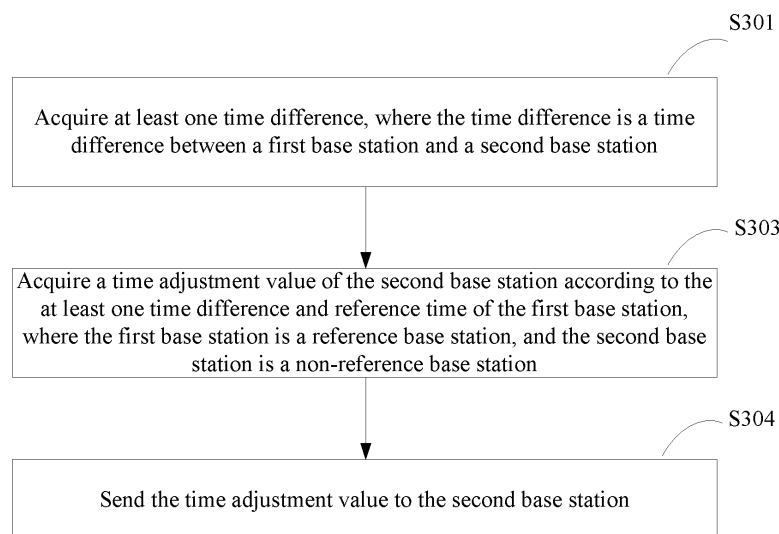 S301
Acquire at least one time difference, where the time difference is a time
difference between a first base station and a second base station
S303
Acquire a time adjustment value of the second base station according to the
at least one time difference and reference time of the first base station,
where the first base station is a reference base station, and the second base
station is a non-reference base station
S304
Send the time adjustment value to the second base station